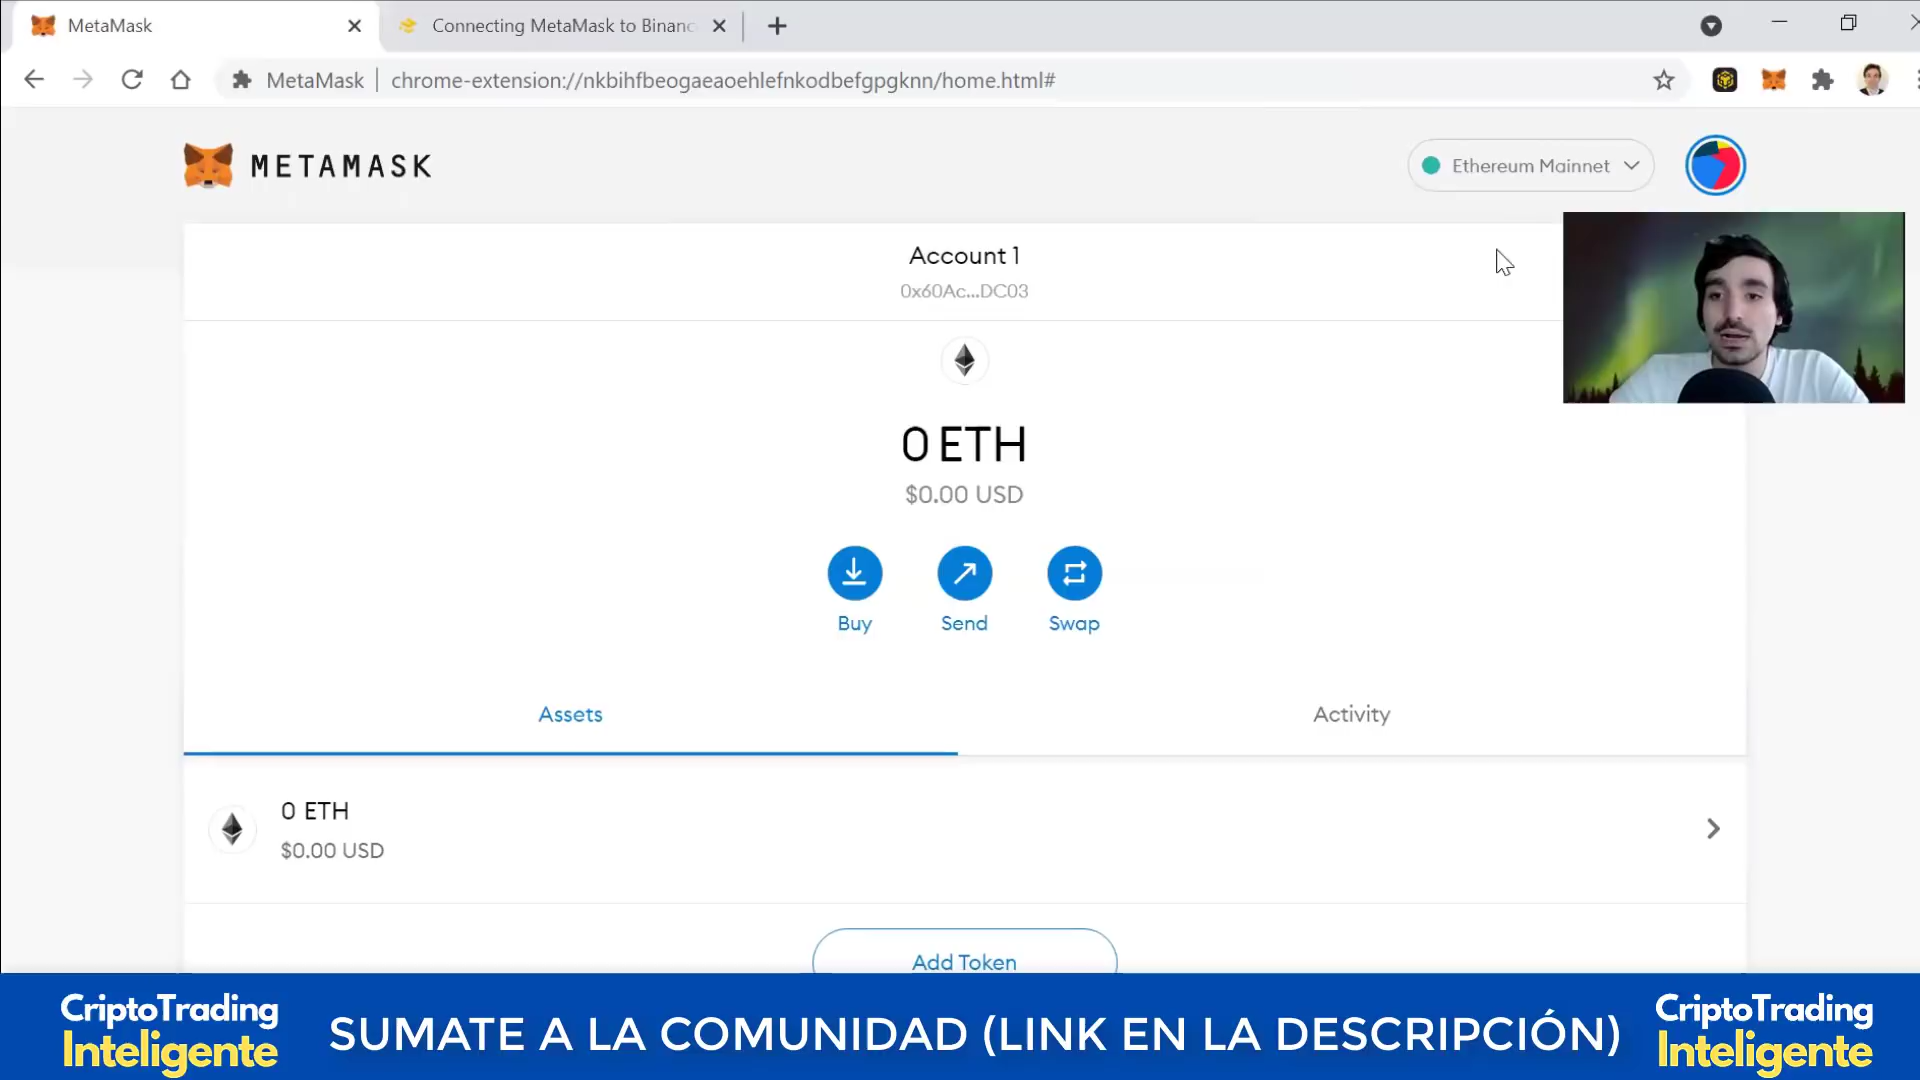 MetaMask
Connecting MetaMask to Binanc
MetaMask
chrome-extension://nkbihfbeogaeaoehlefnkodbefgpgknn/home.html#
METAMASK
Ethereum Mainnet
Account 1
0x60Ac...DC03
0 ETH
$0.00 USD
Buy
Send
Swap
Assets
Activity
0 ETH
$0.00 USD
Add Token
CriptoTrading
Inteligente
SUMATE A LA COMUNIDAD (LINK EN LA DESCRIPCIÓN)
CriptoTrading
Inteligente